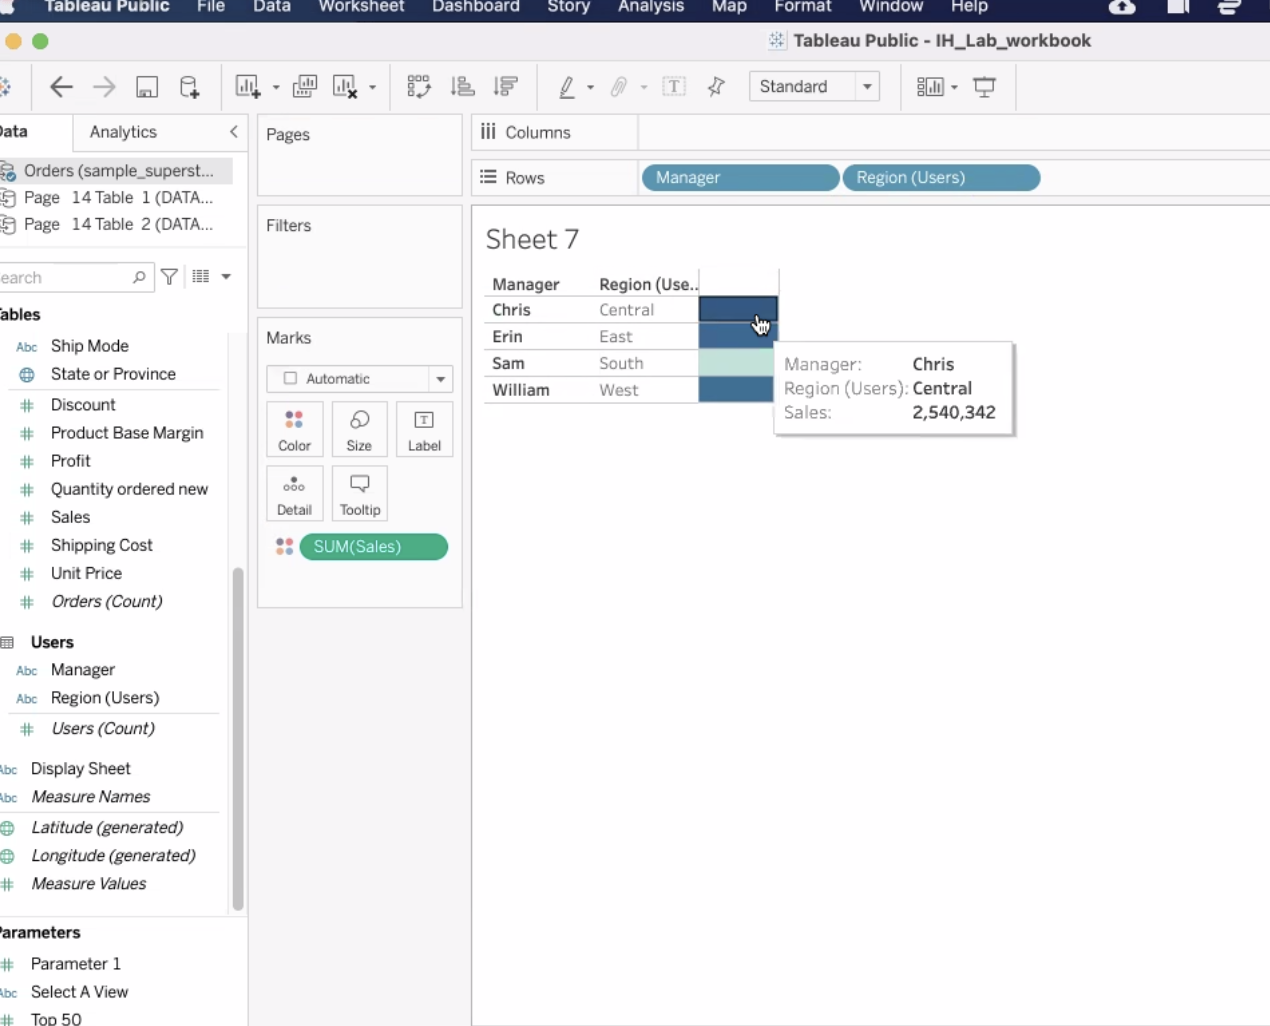 Tableau Public File Data Worksheet Dashboard Story Analysis Map Format Window Help
Tableau Public - IH_Lab_workbook
Standard
Data Analytics
Orders (sample_superst...
Page 14 Table 1 (DATA...
Page 14 Table 2 (DATA...
Search
Tables
Abc Ship Mode
State or Province
# Discount
# Product Base Margin
# Profit
# Quantity ordered new
# Sales
# Shipping Cost
# Unit Price
# Orders (Count)
Users
Abc Manager
Abc Region (Users)
# Users (Count)
Abc Display Sheet
Abc Measure Names
Latitude (generated)
Longitude (generated)
# Measure Values
Parameters
# Parameter 1
Abc Select A View
# Top 50
Pages
Filters
Marks
Automatic
Color Size Label
Detail Tooltip
SUM(Sales)
Columns
Rows Manager Region (Users)
Sheet 7
Manager Region (Use..
Chris Central
Erin East
Sam South
William West
Manager: Chris
Region (Users): Central
Sales: 2,540,342